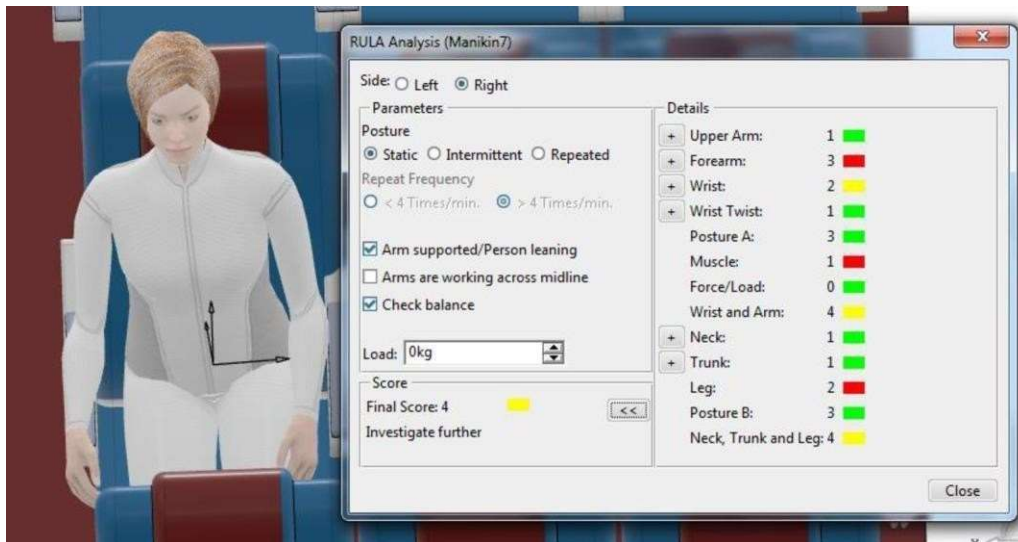 RULA Analysis (Manikin7)
Side: Left Right
Parameters
Posture
Static Intermittent Repeated
Repeat Frequency
< 4 Times/min. > 4 Times/min.
Arm supported/Person leaning
Arms are working across midline
Check balance
Load: 0kg
Score
Final Score: 4
<<
Investigate further
Details
+ Upper Arm: 1
+ Forearm: 3
+ Wrist: 2
+ Wrist Twist: 1
Posture A: 3
Muscle: 1
Force/Load: 0
Wrist and Arm: 4
+ Neck: 1
+ Trunk: 1
Leg: 2
Posture B: 3
Neck, Trunk and Leg: 4
Close